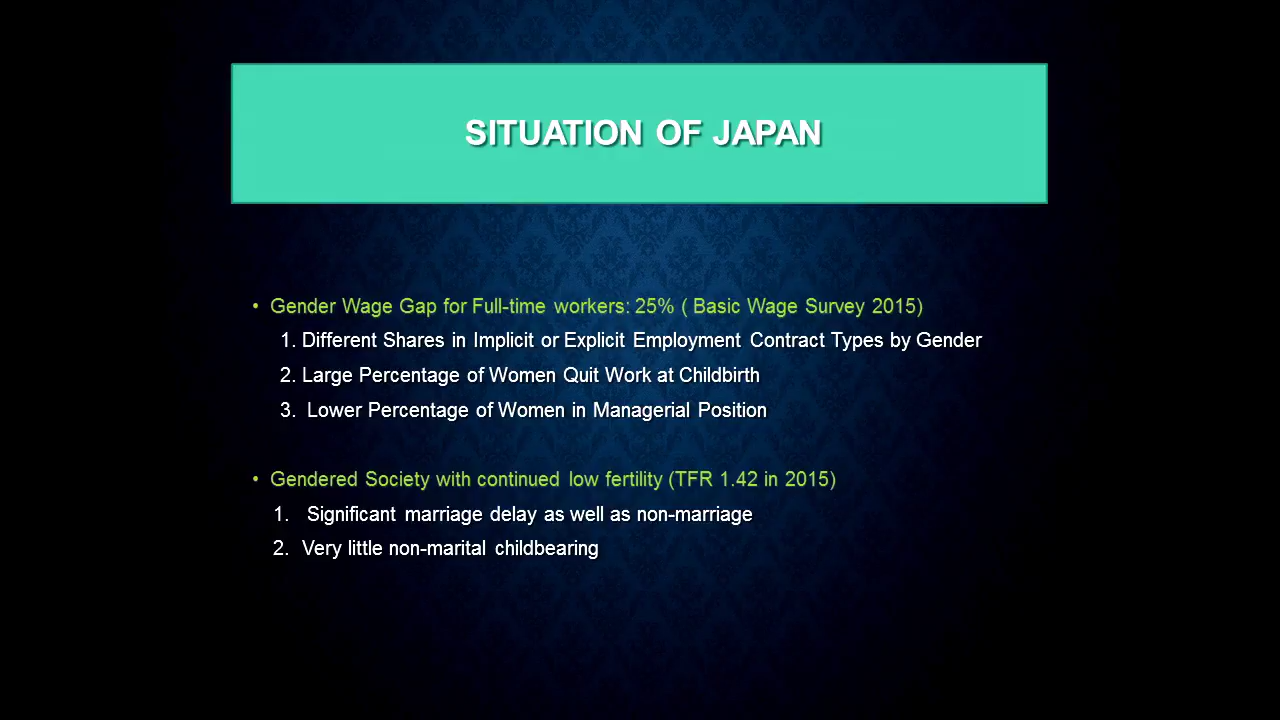 SITUATION OF JAPAN
• Gender Wage Gap for Full-time workers: 25% ( Basic Wage Survey 2015)
1. Different Shares in Implicit or Explicit Employment Contract Types by Gender
2. Large Percentage of Women Quit Work at Childbirth
3. Lower Percentage of Women in Managerial Position
• Gendered Society with continued low fertility (TFR 1.42 in 2015)
1. Significant marriage delay as well as non-marriage
2. Very little non-marital childbearing